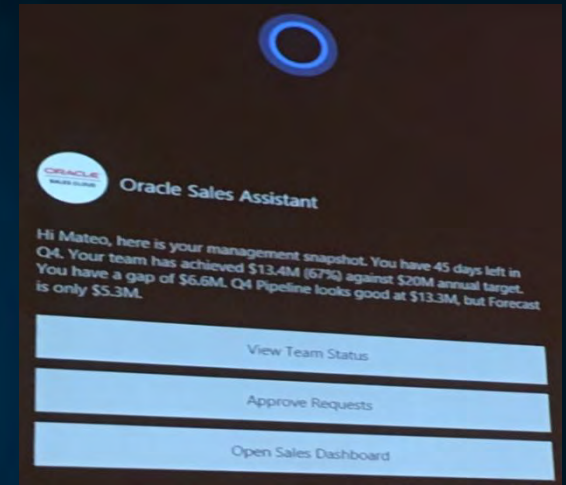 ORACLE
SALES CLOUD
Oracle Sales Assistant
Hi Mateo, here is your management snapshot. You have 45 days left in
Q4. Your team has achieved $13.4M (67%) against $20M annual target.
You have a gap of $6.6M. Q4 Pipeline looks good at $13.3M, but Forecast
is only $5.3M.
View Team Status
Approve Requests
Open Sales Dashboard